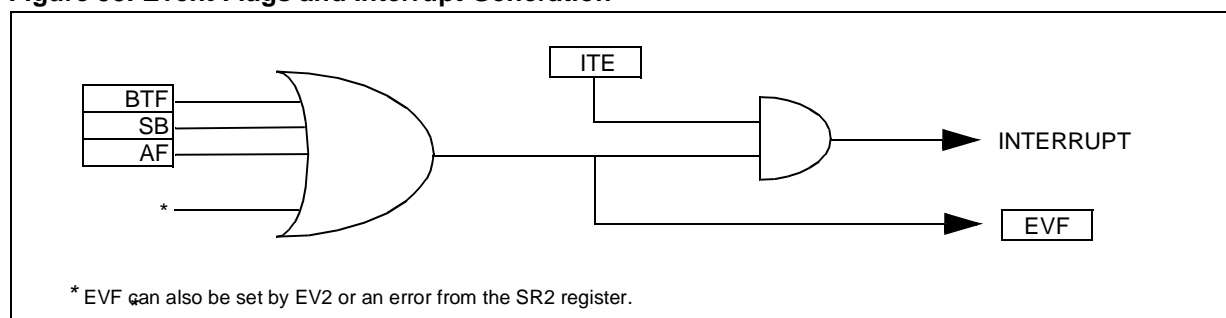 Figure 38. Event Flags and Interrupt Generation
ITE
BTF
SB
AF
*
INTERRUPT
EVF
* EVF can also be set by EV2 or an error from the SR2 register.
*